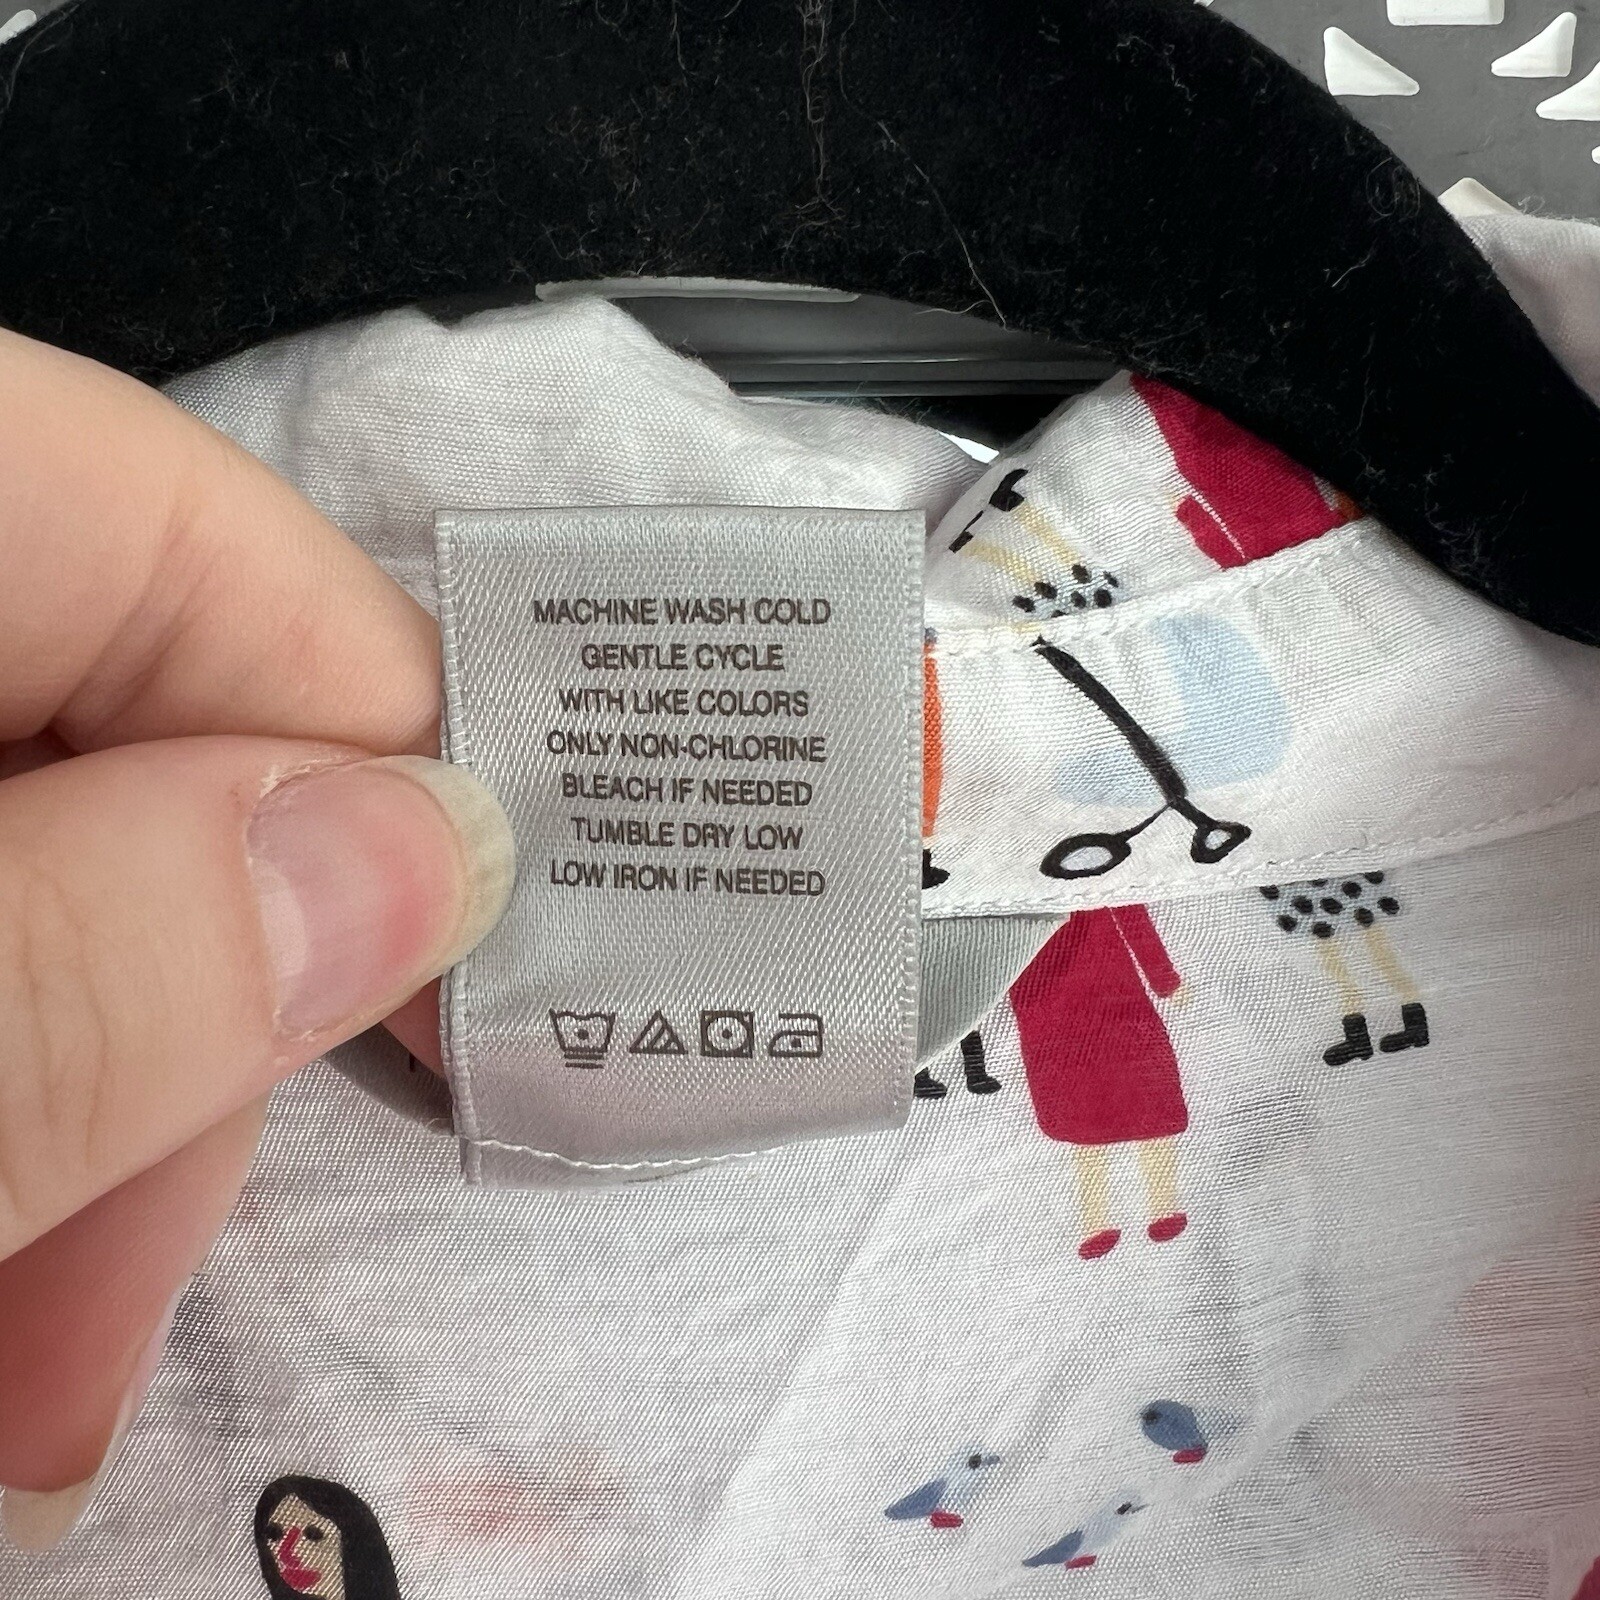 MACHINE WASH COLD
GENTLE CYCLE
WITH LIKE COLORS
ONLY NON-CHLORINE
BLEACH IF NEEDED
TUMBLE DRY LOW
LOW IRON IF NEEDED